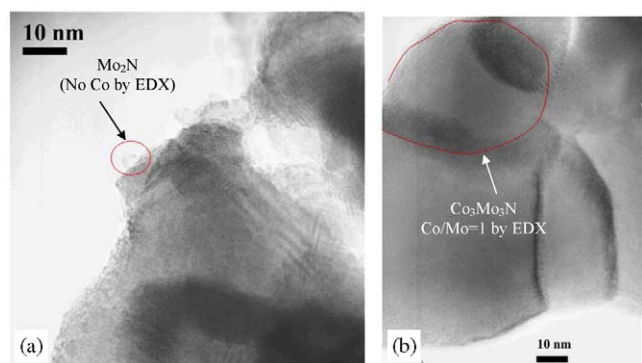 10 nm
Mo₂N
(No Co by EDX)
(a)
Co₃Mo₃N
Co/Mo=1 by EDX
(b)
10 nm